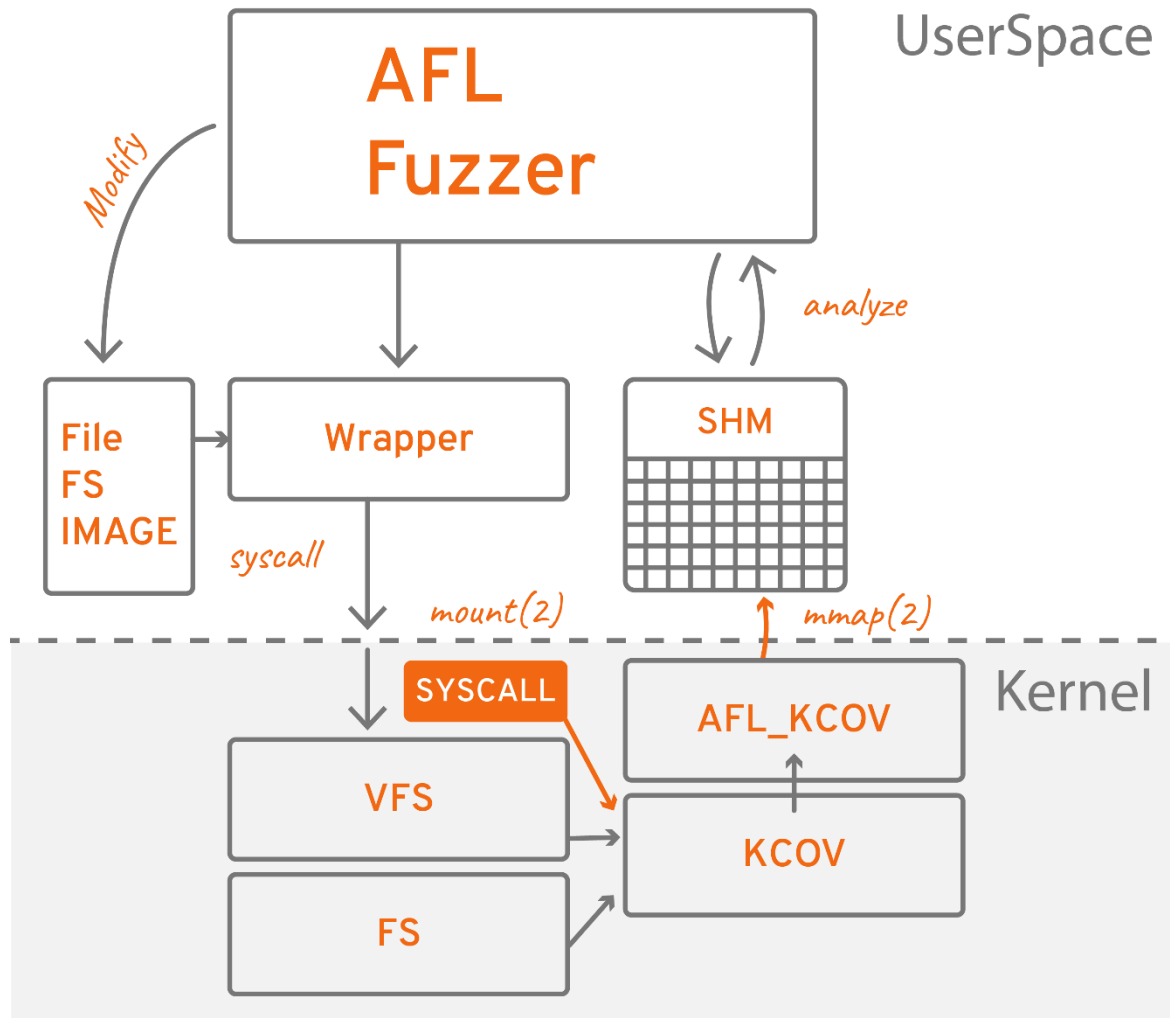 UserSpace
AFL
Fuzzer
Modify
analyze
File
FS
IMAGE
Wrapper
SHM
syscall
mount(2)
mmap(2)
Kernel
SYSCALL
AFL_KCOV
VFS
KCOV
FS